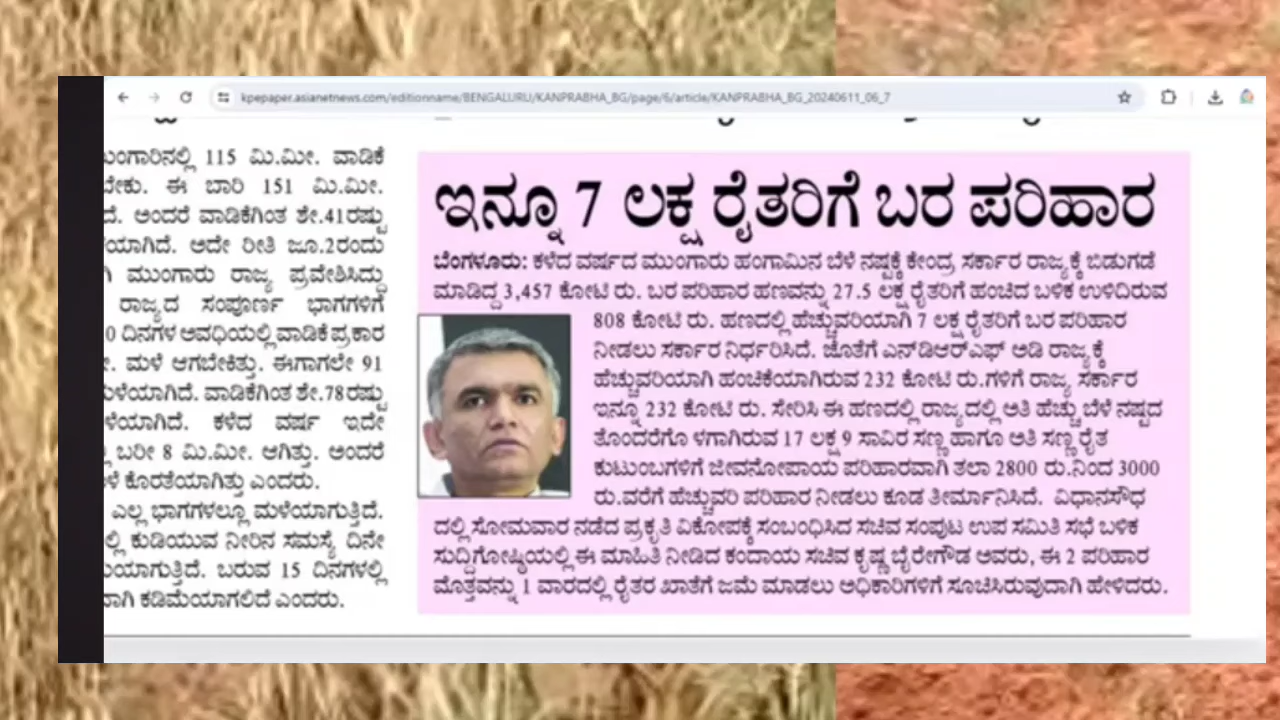 kpepaper.asianetnews.com/editionname/BENGALURU/KANPRABHA_BG/page/6/article/KANPRABHA_BG_20240611_06_7
ಮುಂಗಾರಿನಲ್ಲಿ 115 ಮಿ.ಮೀ. ವಾಡಿಕೆ
ಬೇಕು. ಈ ಬಾರಿ 151 ಮಿ.ಮೀ.
ದೆ. ಅಂದರೆ ವಾಡಿಕೆಗಿಂತ ಶೇ.41ರಷ್ಟು
ಯಾಗಿದೆ. ಅದೇ ರೀತಿ ಜೂ.2ರಂದು
ಮುಂಗಾರು ರಾಜ್ಯ ಪ್ರವೇಶಿಸಿದ್ದು
ರಾಜ್ಯದ ಸಂಪೂರ್ಣ ಭಾಗಗಳಿಗೆ
0 ದಿನಗಳ ಅವಧಿಯಲ್ಲಿ ವಾಡಿಕೆ ಪ್ರಕಾರ
. ಮಳೆ ಆಗಬೇಕಿತ್ತು. ಈಗಾಗಲೇ 91
ಮಳೆಯಾಗಿದೆ. ವಾಡಿಕೆಗಿಂತ ಶೇ.78ರಷ್ಟು
ಳೆಯಾಗಿದೆ. ಕಳೆದ ವರ್ಷ ಇದೇ
ಬರೀ 8 ಮಿ.ಮೀ. ಆಗಿತ್ತು. ಅಂದರೆ
ಳೆ ಕೊರತೆಯಾಗಿತ್ತು ಎಂದರು.
ಎಲ್ಲ ಭಾಗಗಳಲ್ಲೂ ಮಳೆಯಾಗುತ್ತಿದೆ.
ಲ್ಲಿ ಕುಡಿಯುವ ನೀರಿನ ಸಮಸ್ಯೆ ದಿನೇ
ಯಾಗುತ್ತಿದೆ. ಬರುವ 15 ದಿನಗಳಲ್ಲಿ
ವಾಗಿ ಕಡಿಮೆಯಾಗಲಿದೆ ಎಂದರು.
ಇನ್ನೂ 7 ಲಕ್ಷ ರೈತರಿಗೆ ಬರ ಪರಿಹಾರ
ಬೆಂಗಳೂರು: ಕಳೆದ ವರ್ಷದ ಮುಂಗಾರು ಹಂಗಾಮಿನ ಬೆಳೆ ನಷ್ಟಕ್ಕೆ ಕೇಂದ್ರ ಸರ್ಕಾರ ರಾಜ್ಯಕ್ಕೆ ಬಿಡುಗಡೆ
ಮಾಡಿದ್ದ 3,457 ಕೋಟಿ ರು. ಬರ ಪರಿಹಾರ ಹಣವನ್ನು 27.5 ಲಕ್ಷ ರೈತರಿಗೆ ಹಂಚಿದ ಬಳಿಕ ಉಳಿದಿರುವ
808 ಕೋಟಿ ರು. ಹಣದಲ್ಲಿ ಹೆಚ್ಚುವರಿಯಾಗಿ 7 ಲಕ್ಷ ರೈತರಿಗೆ ಬರ ಪರಿಹಾರ
ನೀಡಲು ಸರ್ಕಾರ ನಿರ್ಧರಿಸಿದೆ. ಜೊತೆಗೆ ಎನ್‌ಡಿಆರ್‌ಎಫ್ ಅಡಿ ರಾಜ್ಯಕ್ಕೆ
ಹೆಚ್ಚುವರಿಯಾಗಿ ಹಂಚಿಕೆಯಾಗಿರುವ 232 ಕೋಟಿ ರು.ಗಳಿಗೆ ರಾಜ್ಯ ಸರ್ಕಾರ
ಇನ್ನೂ 232 ಕೋಟಿ ರು. ಸೇರಿಸಿ ಈ ಹಣದಲ್ಲಿ ರಾಜ್ಯದಲ್ಲಿ ಅತಿ ಹೆಚ್ಚು ಬೆಳೆ ನಷ್ಟದ
ತೊಂದರೆಗೊ ಳಗಾಗಿರುವ 17 ಲಕ್ಷ 9 ಸಾವಿರ ಸಣ್ಣ ಹಾಗೂ ಅತಿ ಸಣ್ಣ ರೈತ
ಕುಟುಂಬಗಳಿಗೆ ಜೀವನೋಪಾಯ ಪರಿಹಾರವಾಗಿ ತಲಾ 2800 ರು.ನಿಂದ 3000
ರು.ವರೆಗೆ ಹೆಚ್ಚುವರಿ ಪರಿಹಾರ ನೀಡಲು ಕೂಡ ತೀರ್ಮಾನಿಸಿದೆ. ವಿಧಾನಸೌಧ
ದಲ್ಲಿ ಸೋಮವಾರ ನಡೆದ ಪ್ರಕೃತಿ ವಿಕೋಪಕ್ಕೆ ಸಂಬಂಧಿಸಿದ ಸಚಿವ ಸಂಪುಟ ಉಪ ಸಮಿತಿ ಸಭೆ ಬಳಿಕ
ಸುದ್ದಿಗೋಷ್ಠಿಯಲ್ಲಿ ಈ ಮಾಹಿತಿ ನೀಡಿದ ಕಂದಾಯ ಸಚಿವ ಕೃಷ್ಣ ಬೈರೇಗೌಡ ಅವರು, ಈ 2 ಪರಿಹಾರ
ಮೊತ್ತವನ್ನು 1 ವಾರದಲ್ಲಿ ರೈತರ ಖಾತೆಗೆ ಜಮೆ ಮಾಡಲು ಅಧಿಕಾರಿಗಳಿಗೆ ಸೂಚಿಸಿರುವುದಾಗಿ ಹೇಳಿದರು.